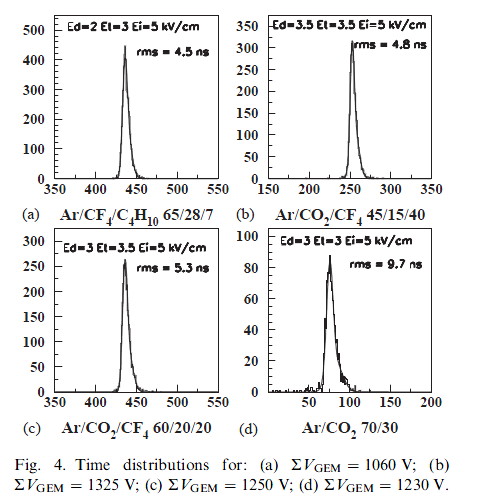 Ed=2 Et=3 Ei=5 kV/cm
rms = 4.5 ns
500
400
300
200
100
0
350 400 450 500 550
(a) Ar/CF4/C4H10 65/28/7
Ed=3.5 Et=3.5 Ei=5 kV/cm
rms = 4.8 ns
350
300
250
200
150
100
50
0
150 200 250 300 350
(b) Ar/CO2/CF4 45/15/40
Ed=3 Et=3.5 Ei=5 kV/cm
rms = 5.3 ns
300
250
200
150
100
50
0
350 400 450 500 550
(c) Ar/CO2/CF4 60/20/20
Ed=3 Et=3 Ei=5 kV/cm
rms = 9.7 ns
100
80
60
40
20
0
50 100 150 200
(d) Ar/CO2 70/30
Fig. 4. Time distributions for: (a) ΣVGEM = 1060 V; (b)
ΣVGEM = 1325 V; (c) ΣVGEM = 1250 V; (d) ΣVGEM = 1230 V.